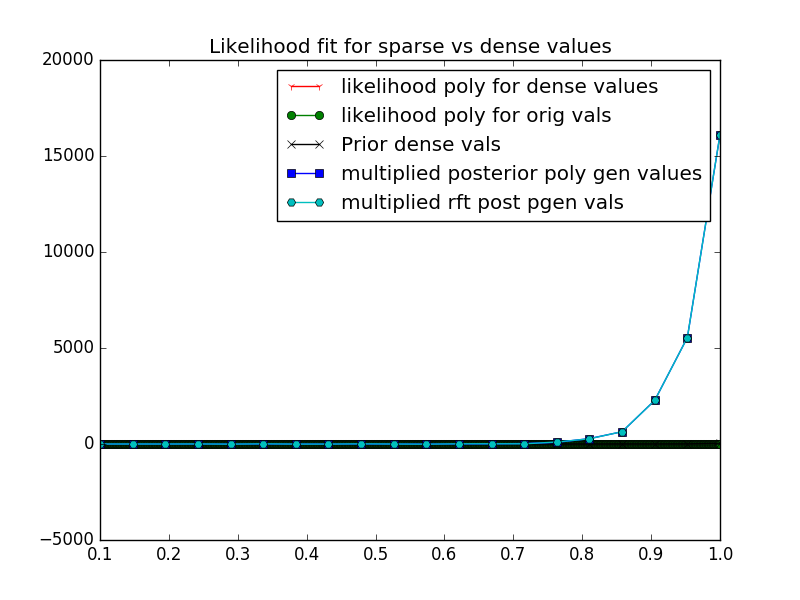 Likelihood fit for sparse vs dense values
20000
15000
10000
5000
0
−5000
likelihood poly for dense values
likelihood poly for orig vals
Prior dense vals
multiplied posterior poly gen values
multiplied rft post pgen vals
0.1 0.2 0.3 0.4 0.5 0.6 0.7 0.8 0.9 1.0